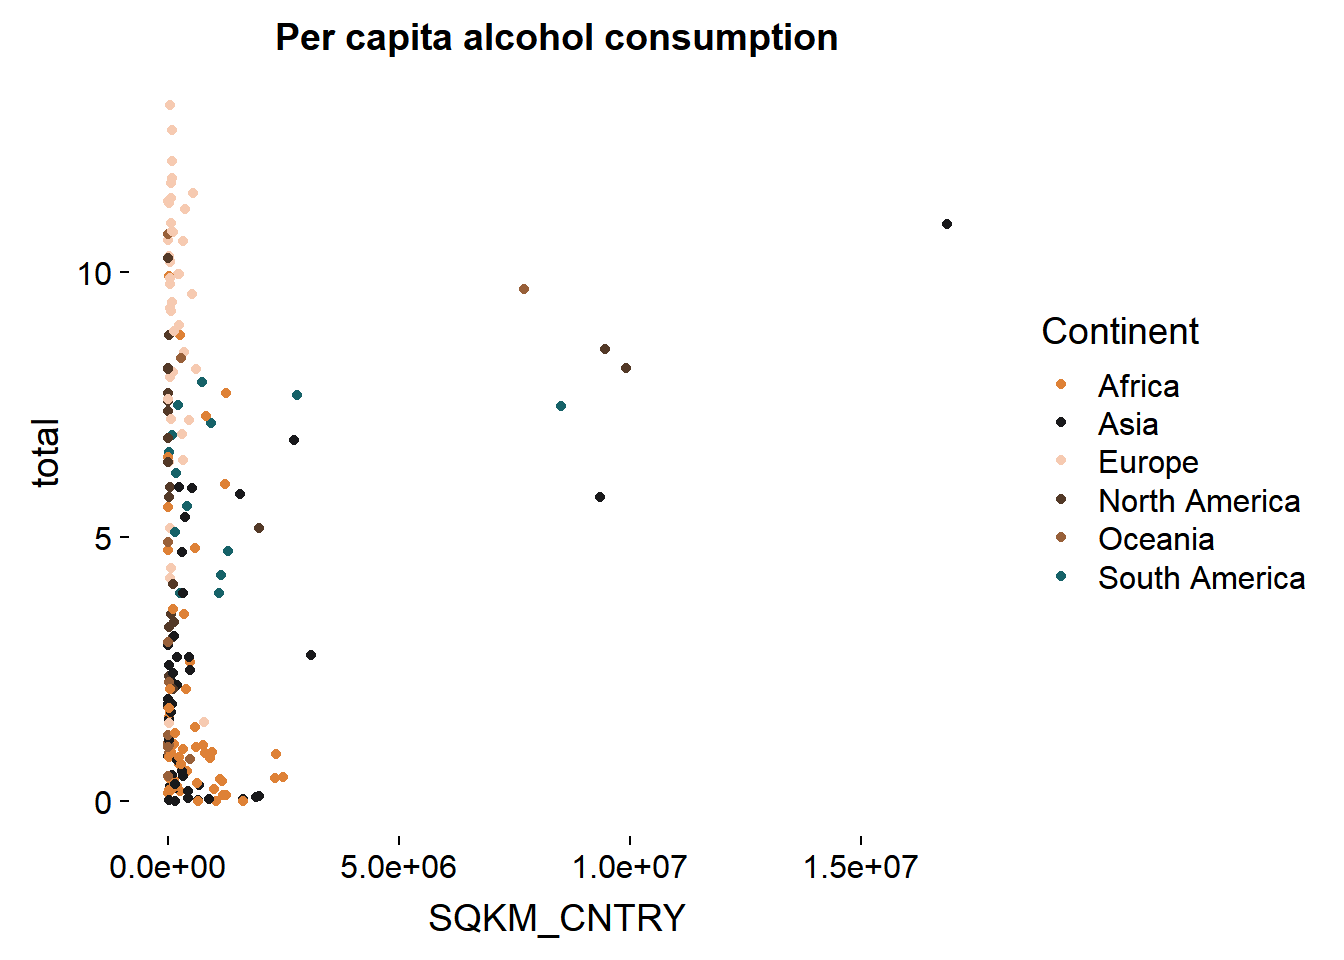 Per capita alcohol consumption
total
10
5
0
0.0e+00 5.0e+06 1.0e+07 1.5e+07
SQKM_CNTRY
Continent
Africa
Asia
Europe
North America
Oceania
South America